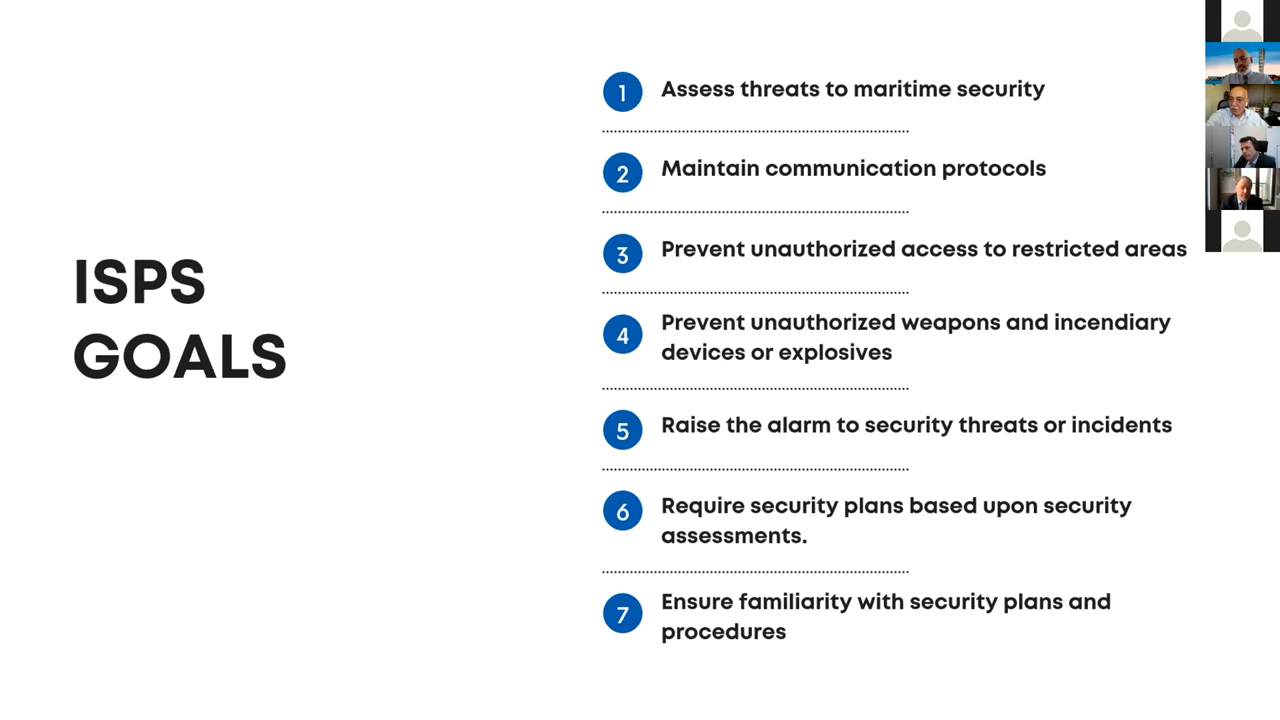 ISPS
GOALS
1 Assess threats to maritime security
2 Maintain communication protocols
3 Prevent unauthorized access to restricted areas
4 Prevent unauthorized weapons and incendiary
devices or explosives
5 Raise the alarm to security threats or incidents
6 Require security plans based upon security
assessments.
7 Ensure familiarity with security plans and
procedures